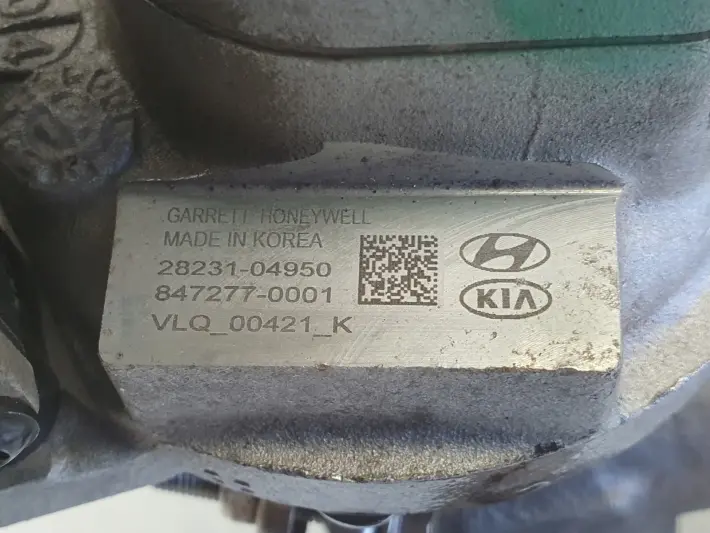 GARRETT HONEYWELL
MADE IN KOREA
28231-04950
847277-0001
VLQ_00421_K
KIA